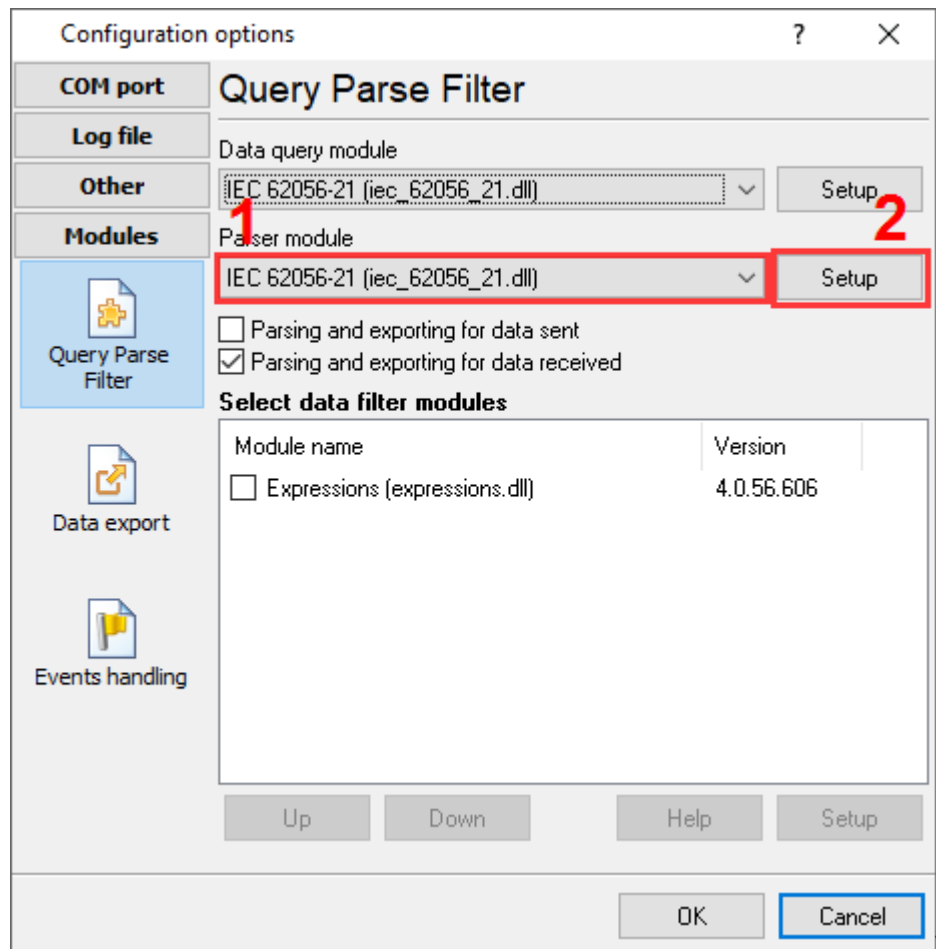 Configuration options
?
COM port
Log file
Other
Modules
Query Parse
Filter
Data export
Events handling
Query Parse Filter
Data query module
IEC 62056-21 (iec_62056_21.dll)
Setup
1
2
Parser module
IEC 62056-21 (iec_62056_21.dll)
Setup
Parsing and exporting for data sent
Parsing and exporting for data received
Select data filter modules
Module name Version
Expressions (expressions.dll) 4.0.56.606
Up Down Help Setup
OK Cancel